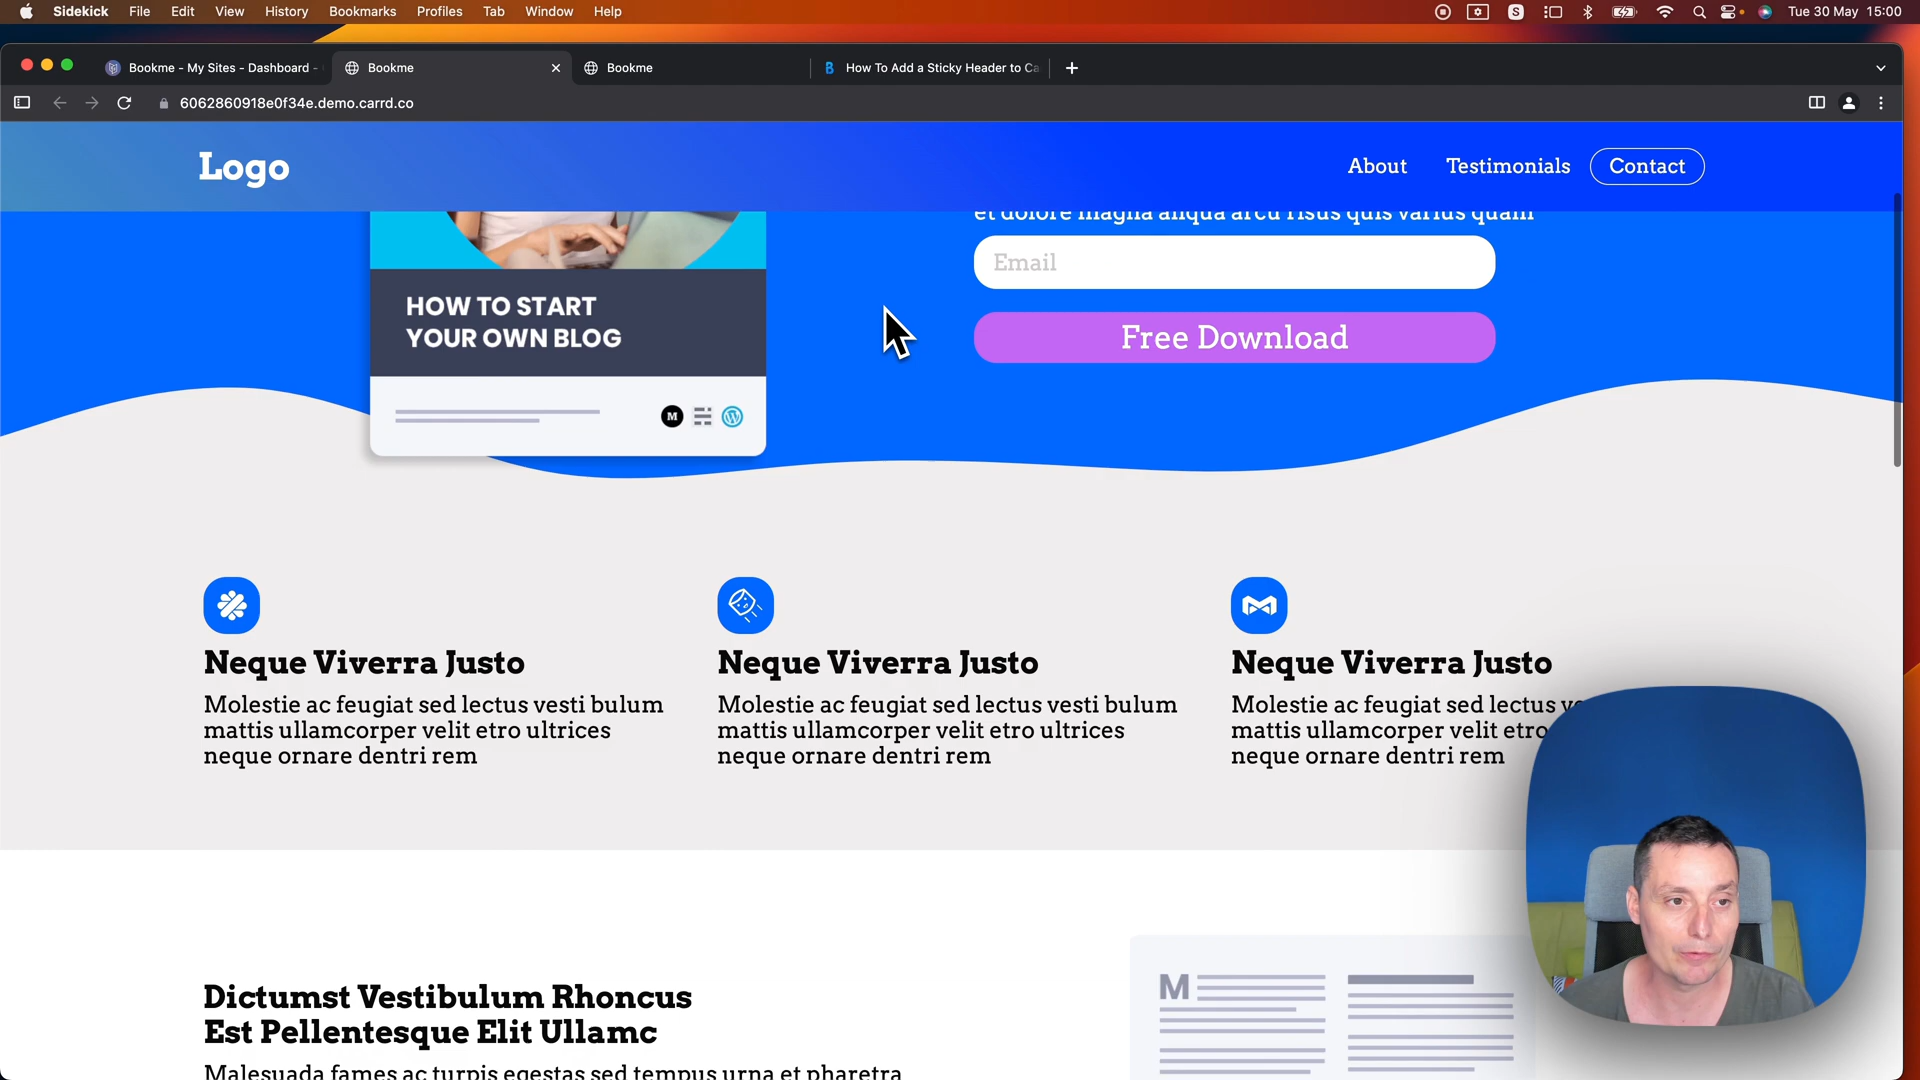 Sidekick File Edit View History Bookmarks Profiles Tab Window Help
S
Tue 30 May 15:00
Bookme - My Sites - Dashboard -
Bookme
Bookme
B How To Add a Sticky Header to Ca
6062860918e0f34e.demo.carrd.co
Logo
About Testimonials Contact
et dolore magna aliqua arcu risus quis varius quam
Email
Free Download
HOW TO START
YOUR OWN BLOG
M
Neque Viverra Justo
Molestie ac feugiat sed lectus vesti bulum
mattis ullamcorper velit etro ultrices
neque ornare dentri rem
Neque Viverra Justo
Molestie ac feugiat sed lectus vesti bulum
mattis ullamcorper velit etro ultrices
neque ornare dentri rem
Neque Viverra Justo
Molestie ac feugiat sed lectus
mattis ullamcorper velit etro
neque ornare dentri rem
Dictumst Vestibulum Rhoncus
Est Pellentesque Elit Ullamc
Malesuada fames ac turpis egestas sed tempus urna et pharetra
M